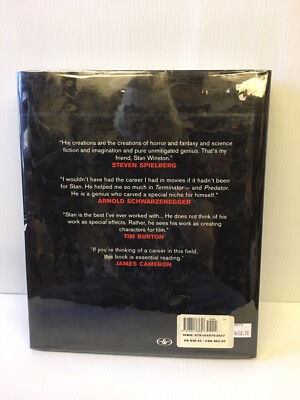 "His creations are the creations of horror and fantasy and science
fiction and imagination and pure unmitigated genius. That's my
friend, Stan Winston."
STEVEN SPIELBERG
"I wouldn't have had the career I had in movies if it hadn't been
for Stan. He helped me so much in Terminator—and Predator.
He is a genius who carved a special niche for himself."
ARNOLD SCHWARZENEGGER
"Stan is the best I've ever worked with... He does not think of his
work as special effects. Rather, he sees his work as creating
characters for film."
TIM BURTON
"If you're thinking of a career in this field,
this book is essential reading."
JAMES CAMERON